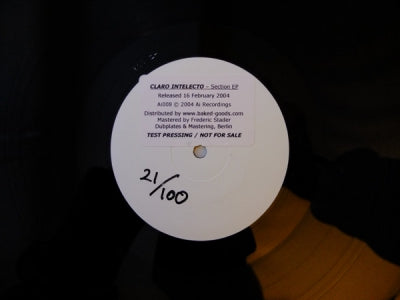 CLARO INTELECTO – Section EP
Released 16 February 2004
Ai009 © 2004 Ai Recordings
Distributed by www.baked-goods.com
Mastered by Frederic Stader
Dubplates & Mastering, Berlin
TEST PRESSING / NOT FOR SALE
21/100